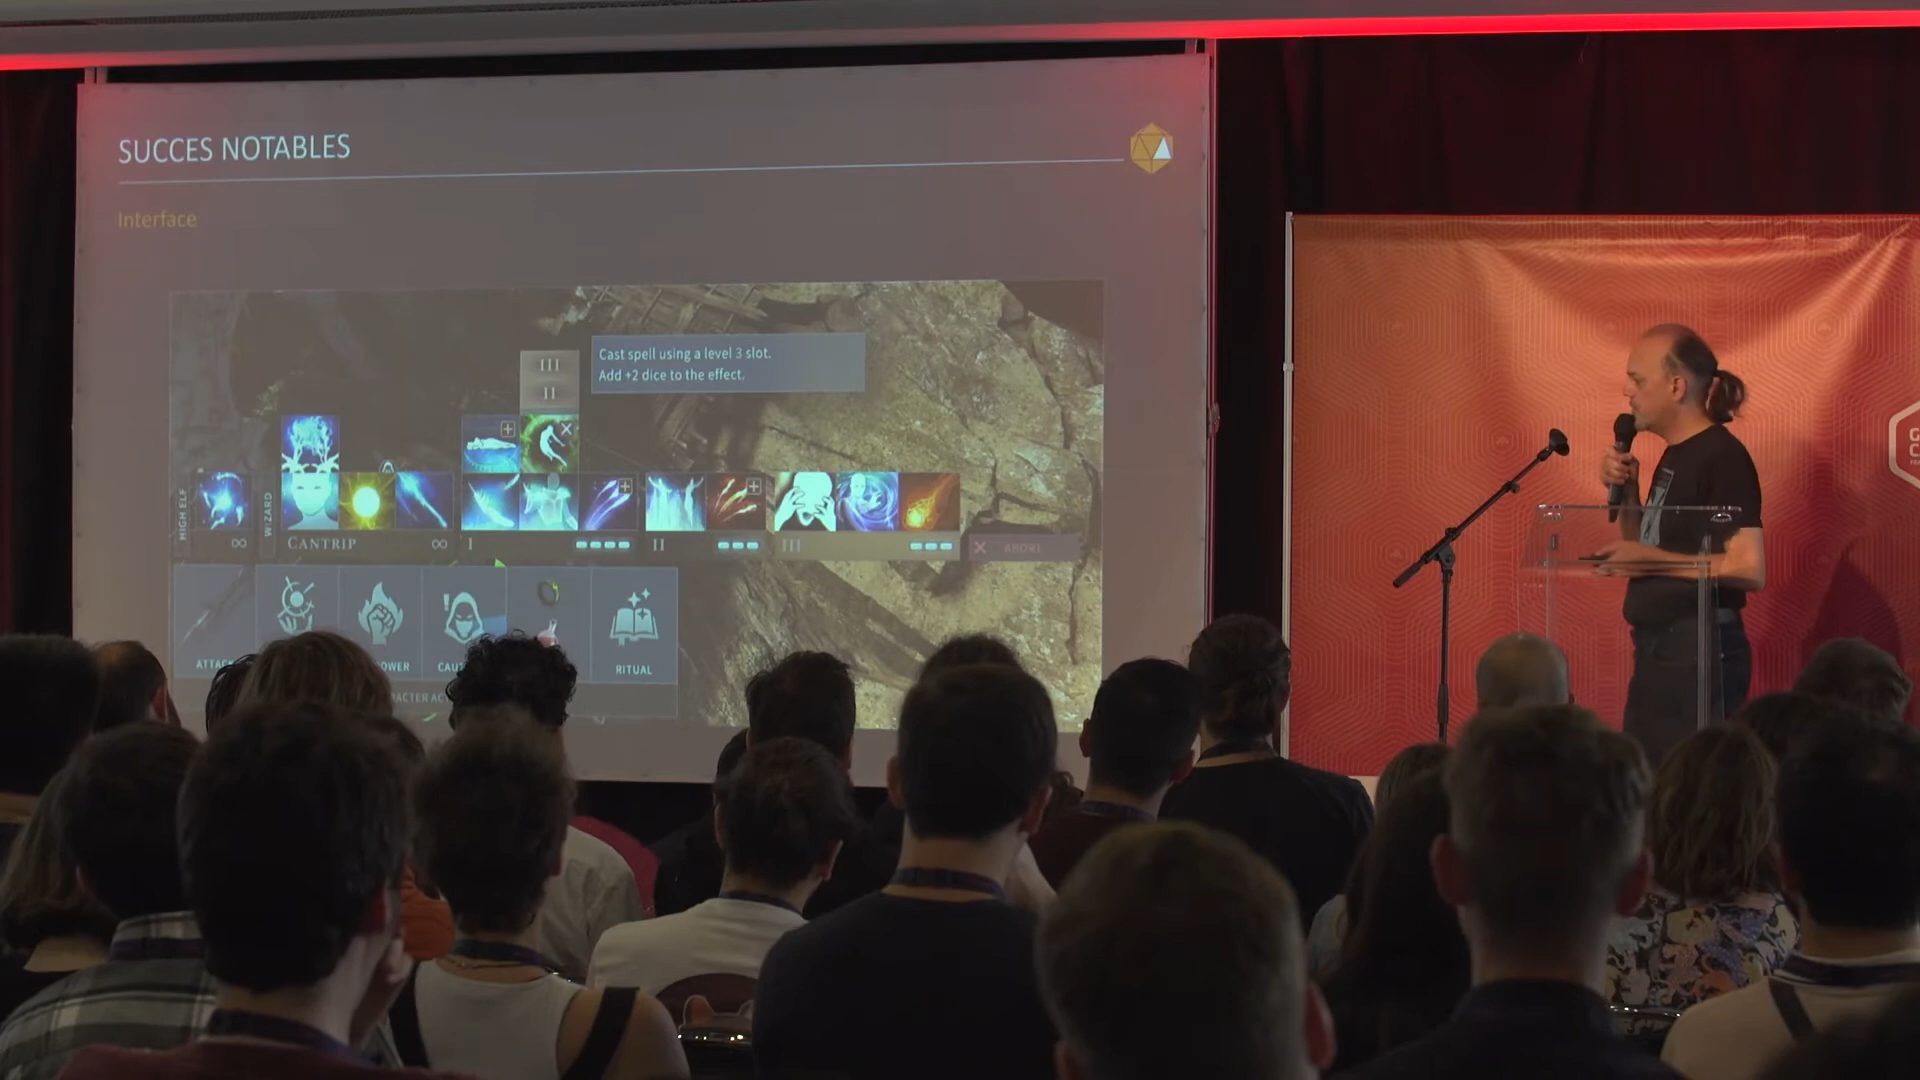 SUCCES NOTABLES
Interface
III
II
Cast spell using a level 3 slot.
Add +2 dice to the effect.
HIGH ELF
WIZARD
∞
CANTRIP
∞
I
II
III
ABORT
RITUAL